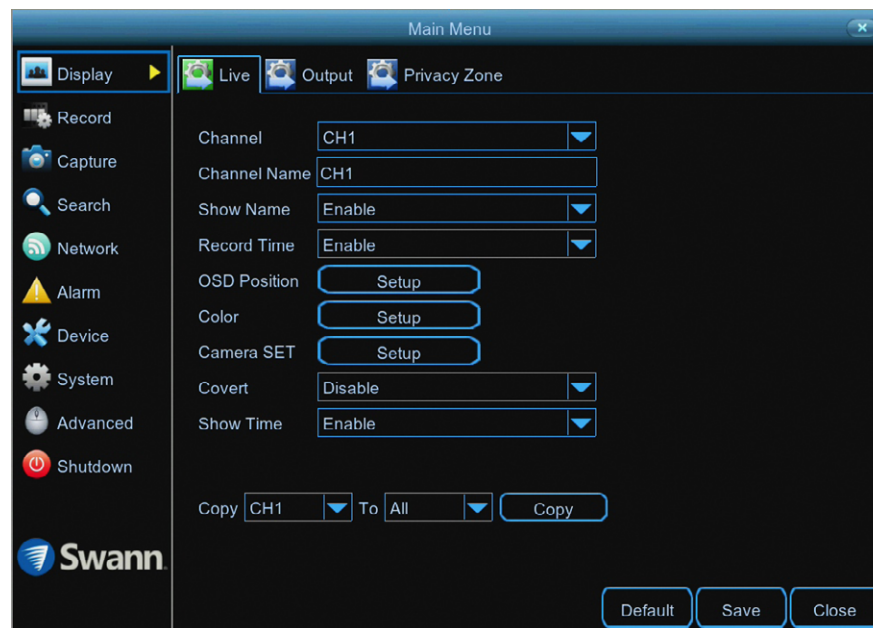 Main Menu
Display
Record
Capture
Search
Network
Alarm
Device
System
Advanced
Shutdown
Swann
Live Output Privacy Zone
Channel CH1
Channel Name CH1
Show Name Enable
Record Time Enable
OSD Position Setup
Color Setup
Camera SET Setup
Covert Disable
Show Time Enable
Copy CH1 To All Copy
Default Save Close